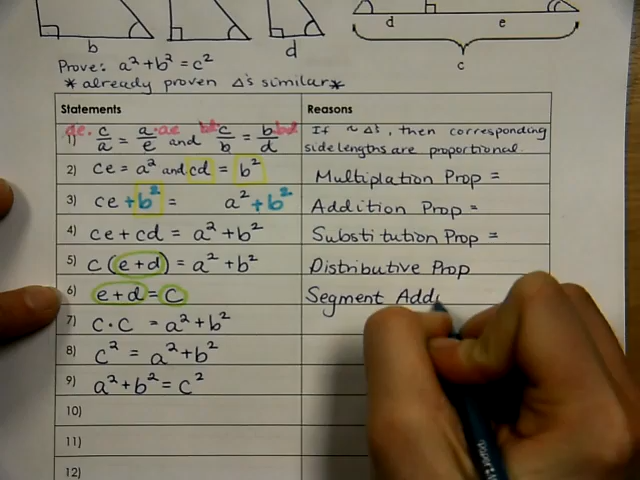 b
d
d e
c
Prove: a² + b² = c²
* already proven △'s similar *
Statements Reasons
1) ae · c/a = a/e · ae and bd · c/b = b/d · bd If ~ △'s, then corresponding side lengths are proportional.
2) ce = a² and cd = b² Multiplation Prop =
3) ce + b² = a² + b² Addition Prop =
4) ce + cd = a² + b² Substitution Prop =
5) c(e+d) = a² + b² Distributive Prop
6) e+d = c Segment Add
7) c·c = a² + b²
8) c² = a² + b²
9) a² + b² = c²
10)
11)
12)